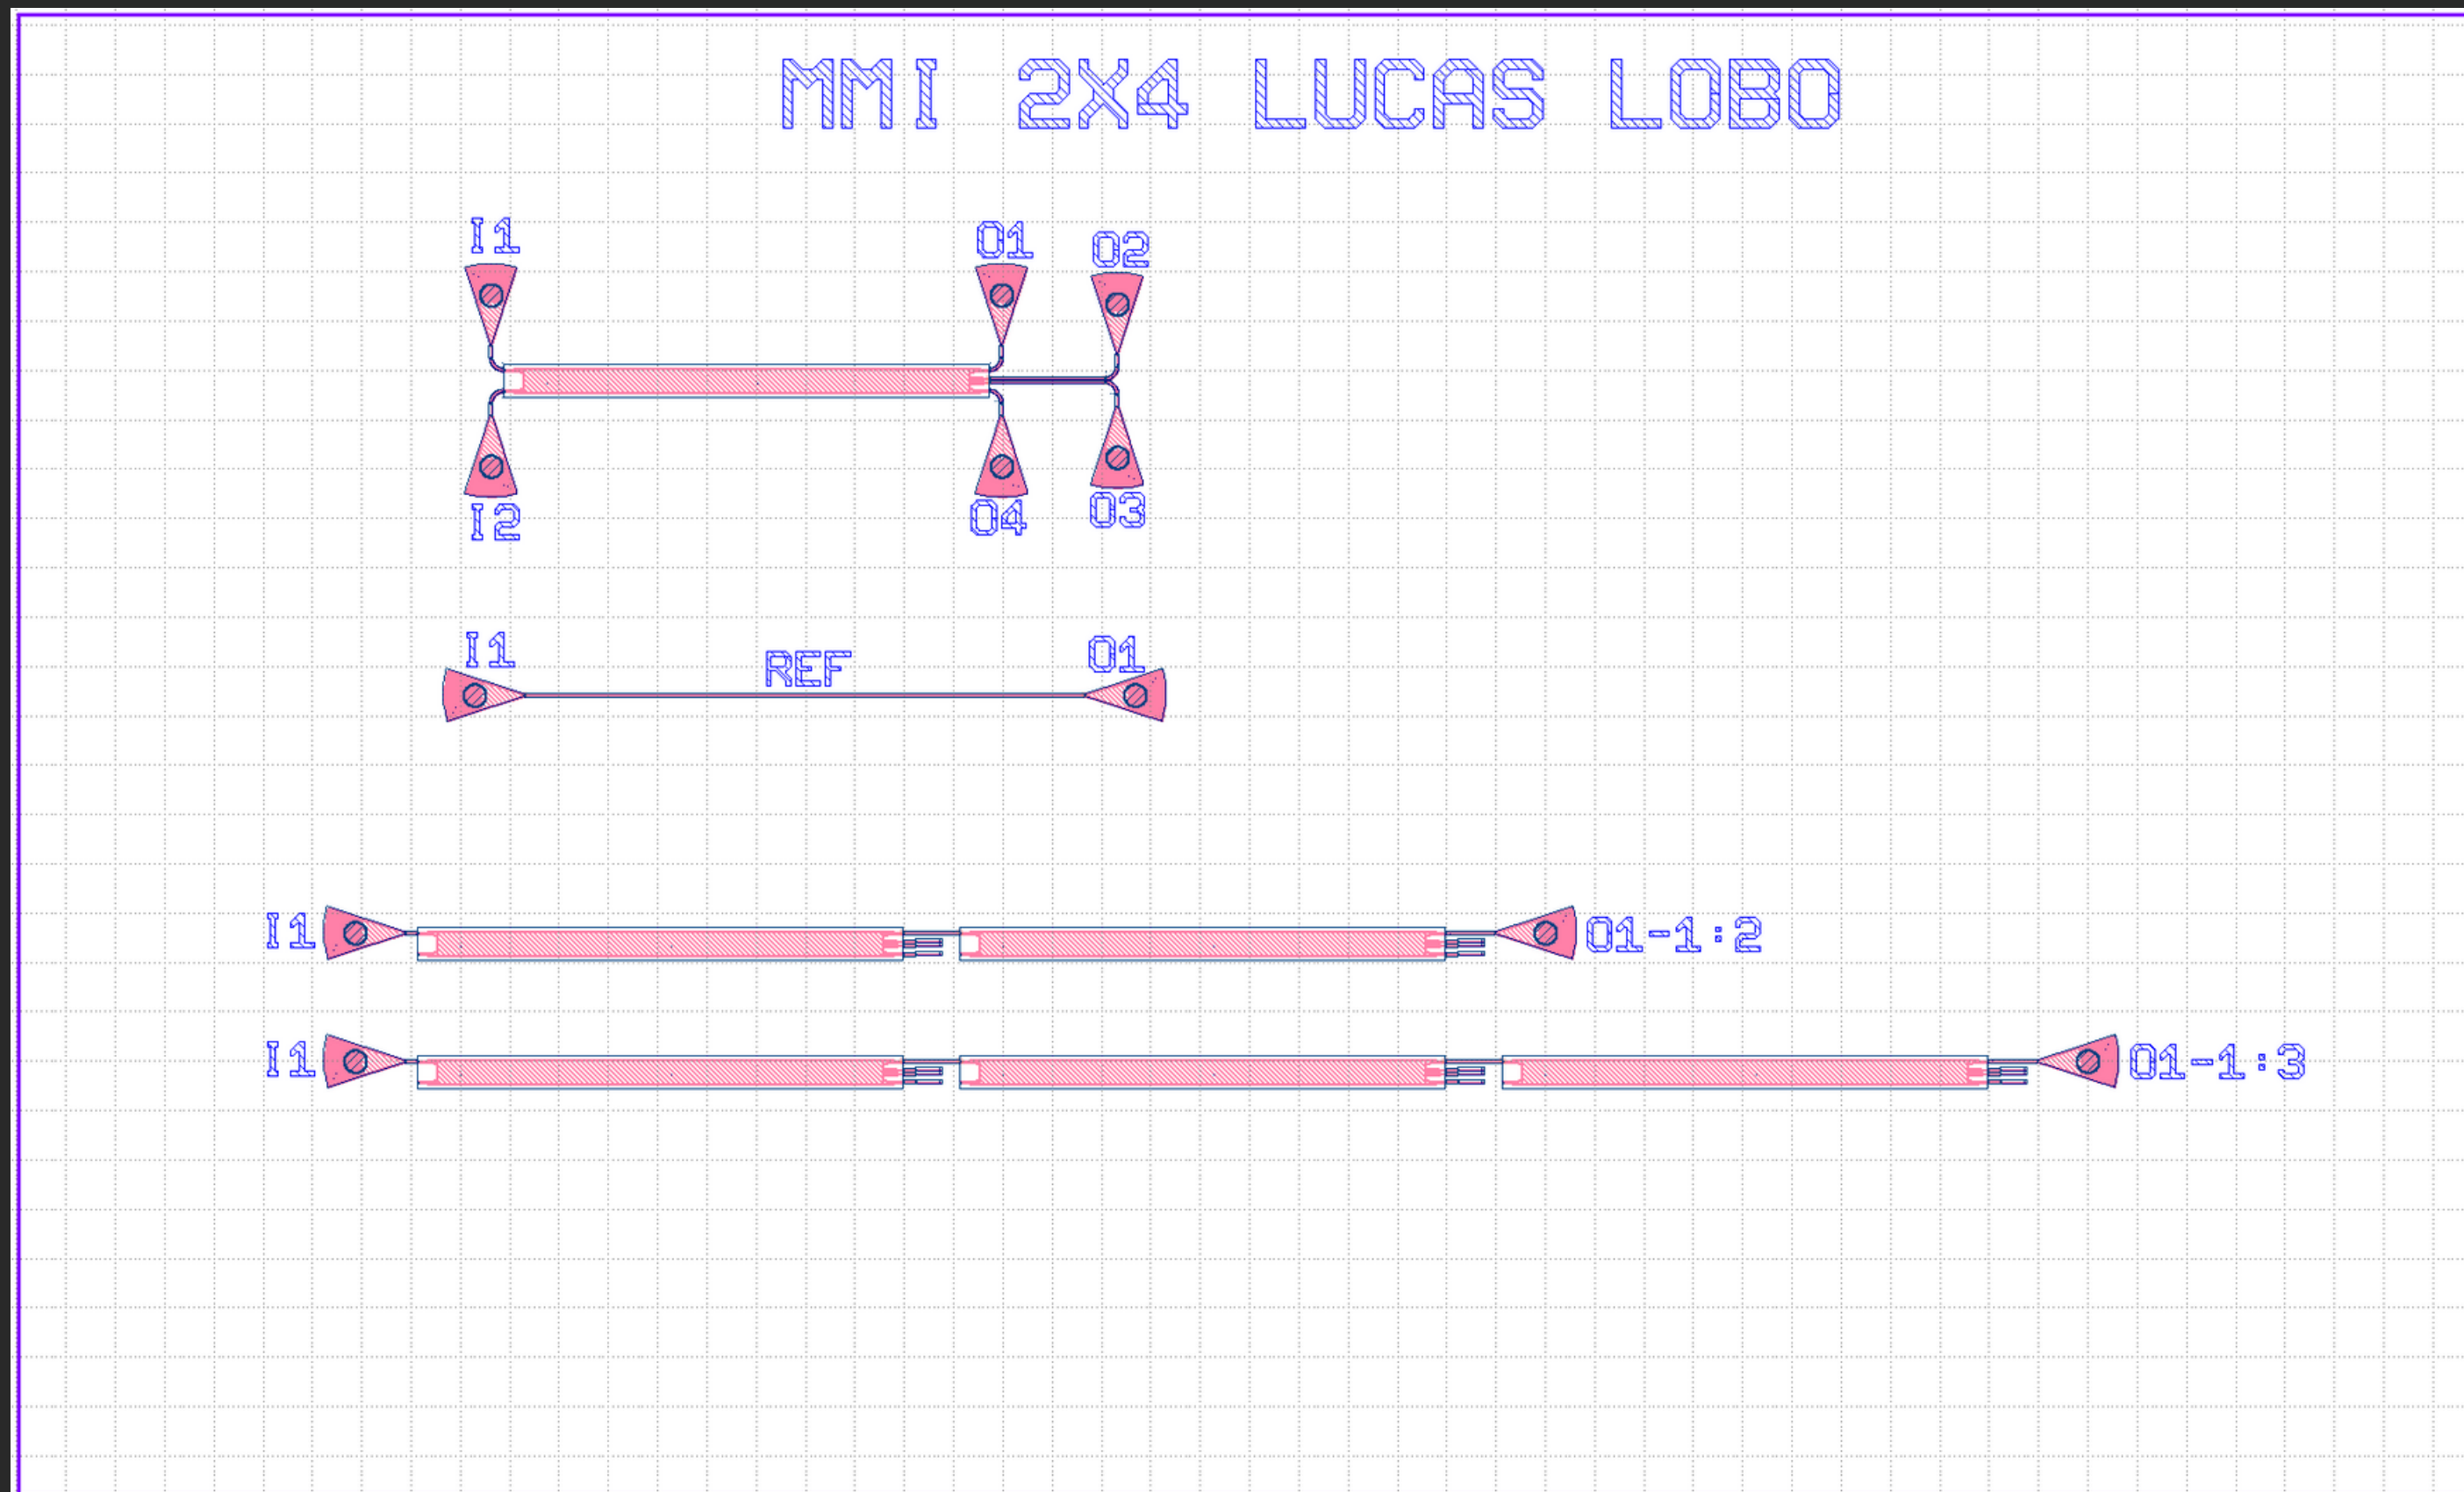 MMI 2X4 LUCAS LOBO
I1 O1 O2
I2 O4 O3
I1 REF O1
I1 O1-1:2
I1 O1-1:3